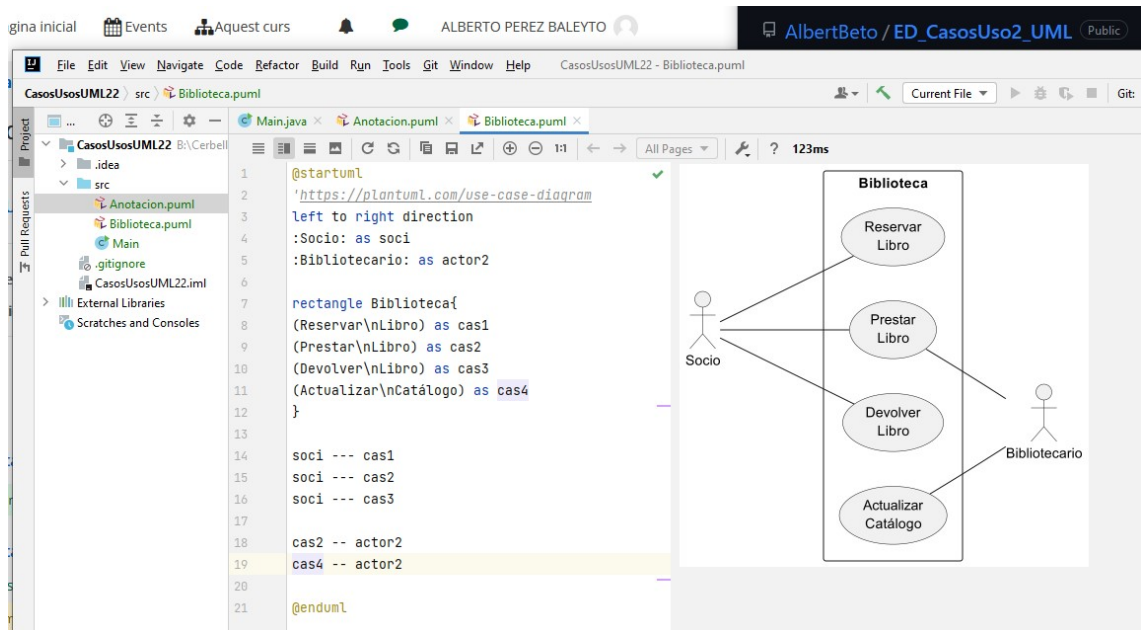 gina inicial Events Aquest curs ALBERTO PEREZ BALEYTO
AlbertBeto / ED_CasosUso2_UML Public
File Edit View Navigate Code Refactor Build Run Tools Git Window Help CasosUsosUML22 - Biblioteca.puml
CasosUsosUML22 src Biblioteca.puml Current File Git:
Project
Pull Requests
... Main.java Anotacion.puml Biblioteca.puml
1:1 All Pages ? 123ms
CasosUsosUML22 B:\Cerbell
.idea
src
Anotacion.puml
Biblioteca.puml
Main
.gitignore
CasosUsosUML22.iml
External Libraries
Scratches and Consoles
1 @startuml
2 'https://plantuml.com/use-case-diagram
3 left to right direction
4 :Socio: as soci
5 :Bibliotecario: as actor2
6
7 rectangle Biblioteca{
8 (Reservar\nLibro) as cas1
9 (Prestar\nLibro) as cas2
10 (Devolver\nLibro) as cas3
11 (Actualizar\nCatálogo) as cas4
12 }
13
14 soci --- cas1
15 soci --- cas2
16 soci --- cas3
17
18 cas2 -- actor2
19 cas4 -- actor2
20
21 @enduml
Biblioteca
Reservar
Libro
Prestar
Libro
Socio
Devolver
Libro
Bibliotecario
Actualizar
Catálogo